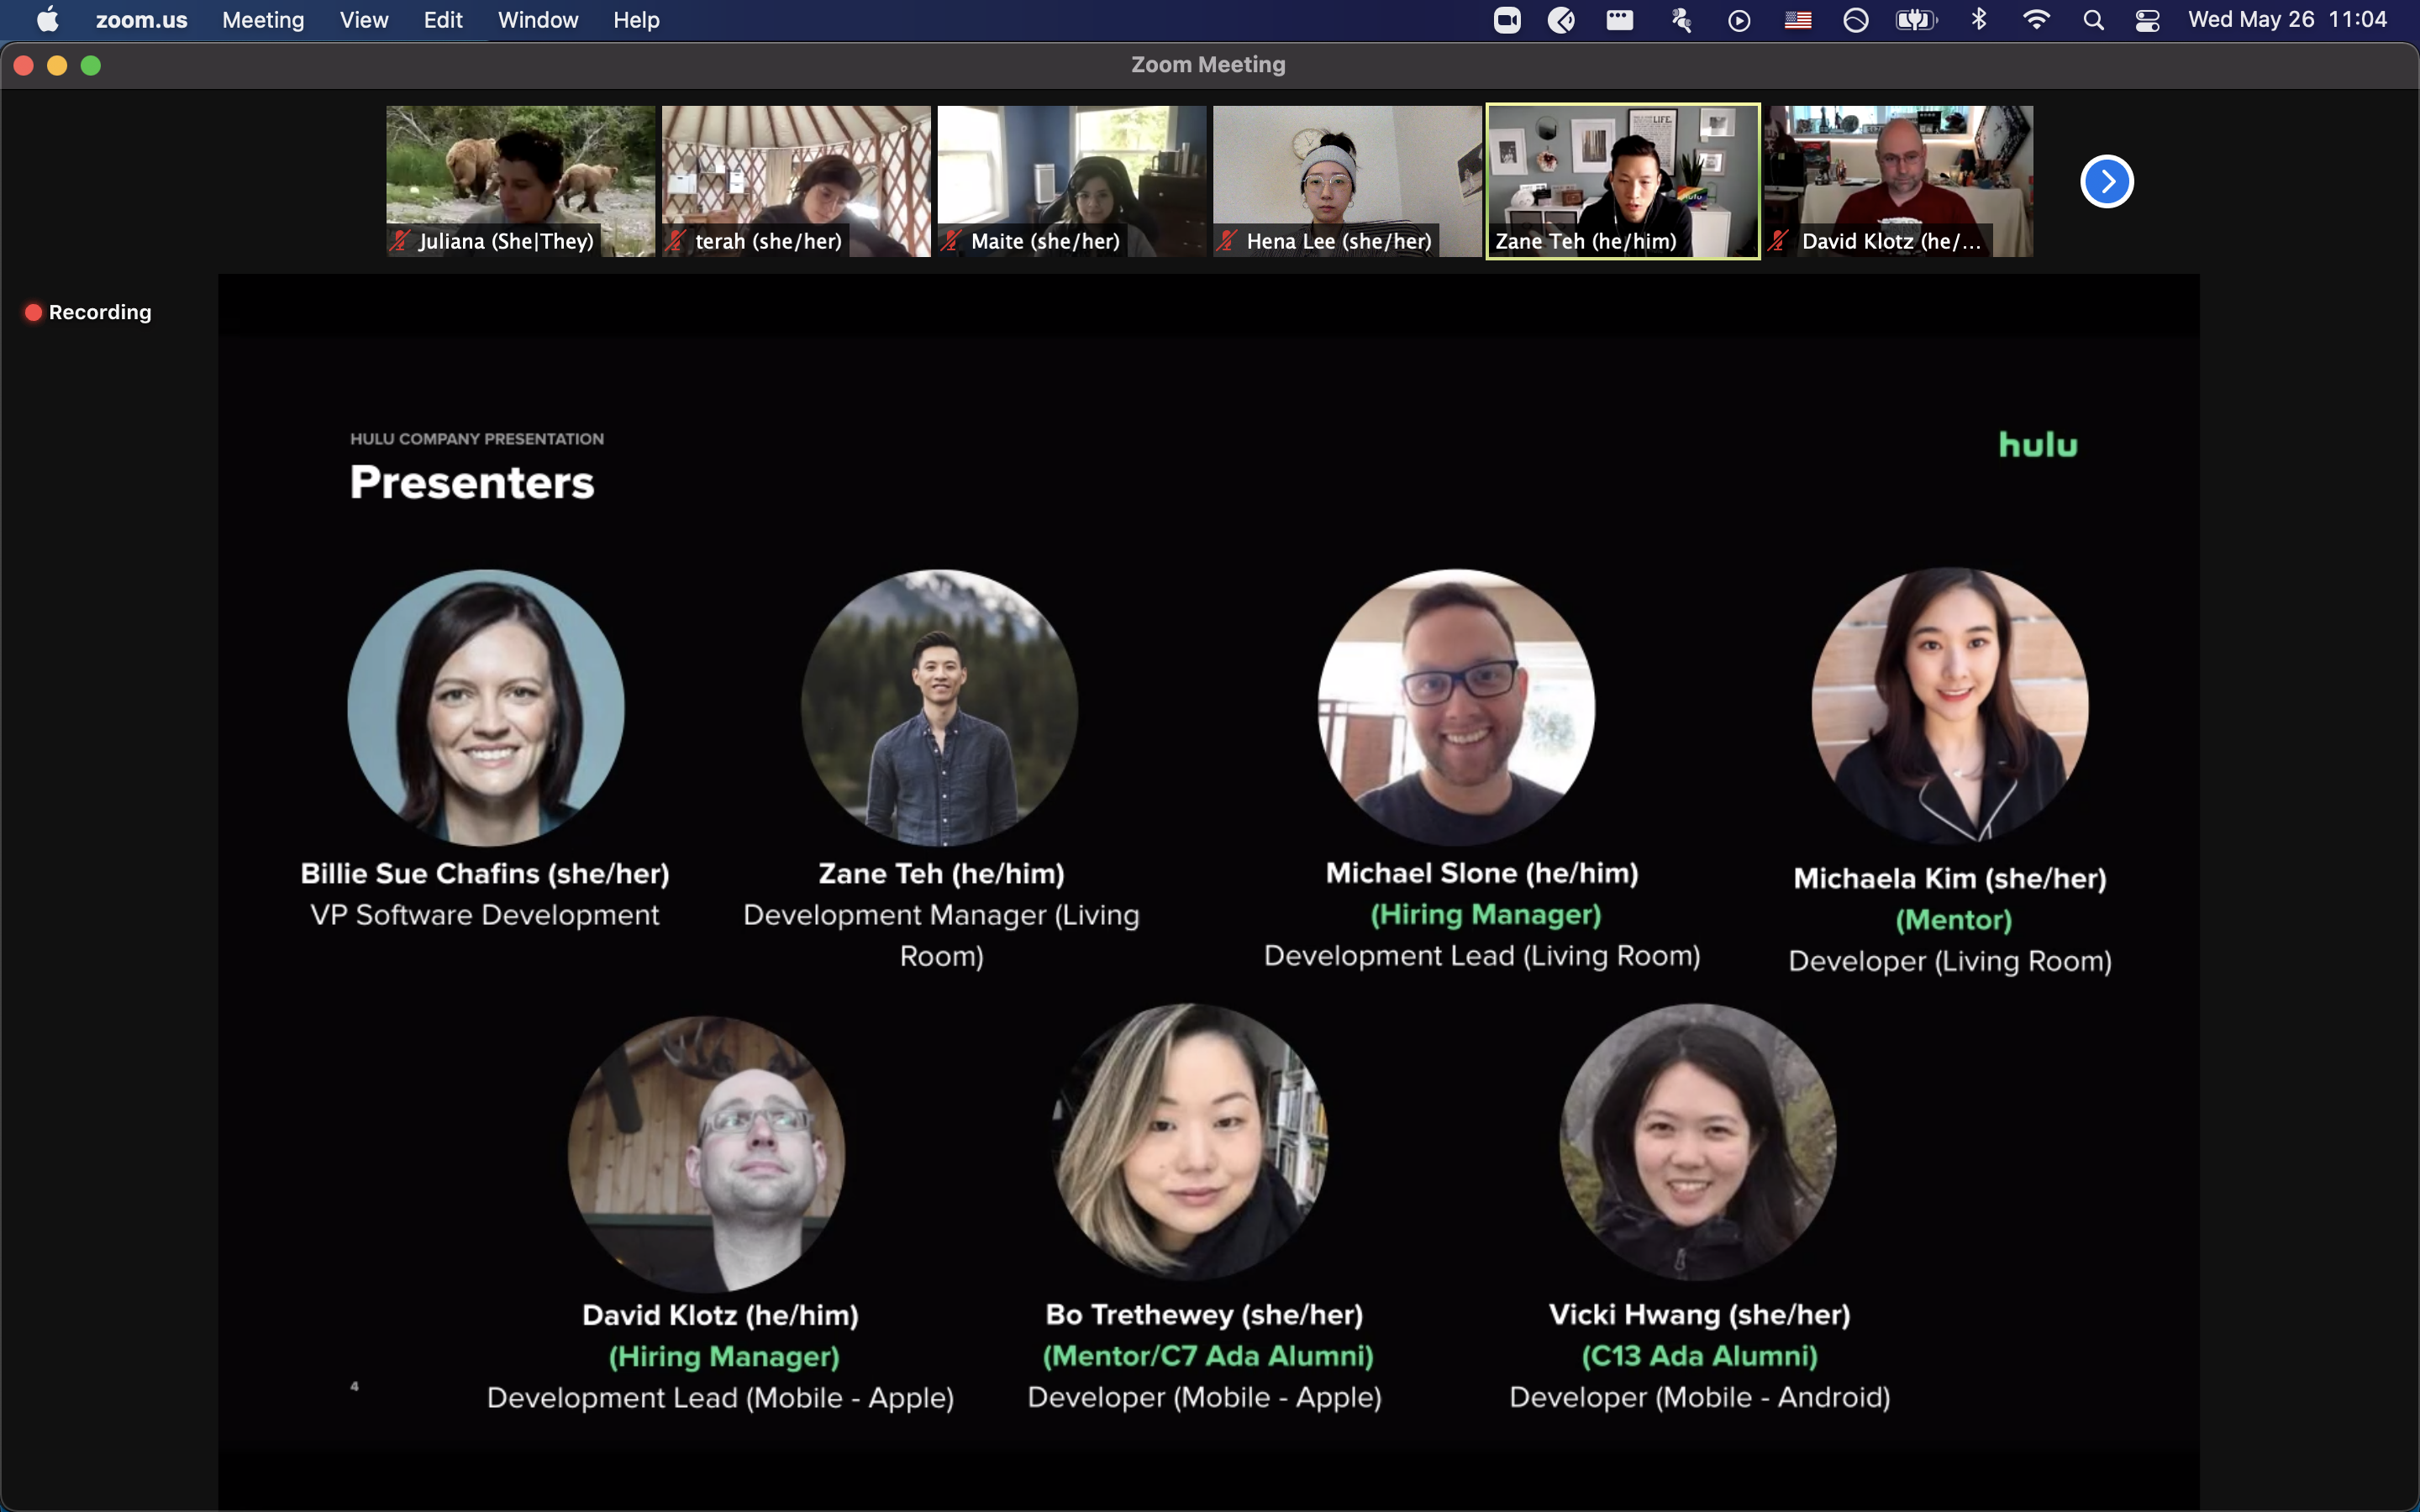 zoom.us Meeting View Edit Window Help Wed May 26 11:04
Zoom Meeting
LIFE.
hulu
Juliana (She|They)
terah (she/her)
Maite (she/her)
Hena Lee (she/her)
Zane Teh (he/him)
David Klotz (he/...
Recording
HULU COMPANY PRESENTATION
Presenters
hulu
Billie Sue Chafins (she/her)
VP Software Development
Zane Teh (he/him)
Development Manager (Living
Room)
Michael Slone (he/him)
(Hiring Manager)
Development Lead (Living Room)
Michaela Kim (she/her)
(Mentor)
Developer (Living Room)
David Klotz (he/him)
(Hiring Manager)
Development Lead (Mobile - Apple)
Bo Trethewey (she/her)
(Mentor/C7 Ada Alumni)
Developer (Mobile - Apple)
Vicki Hwang (she/her)
(C13 Ada Alumni)
Developer (Mobile - Android)
4